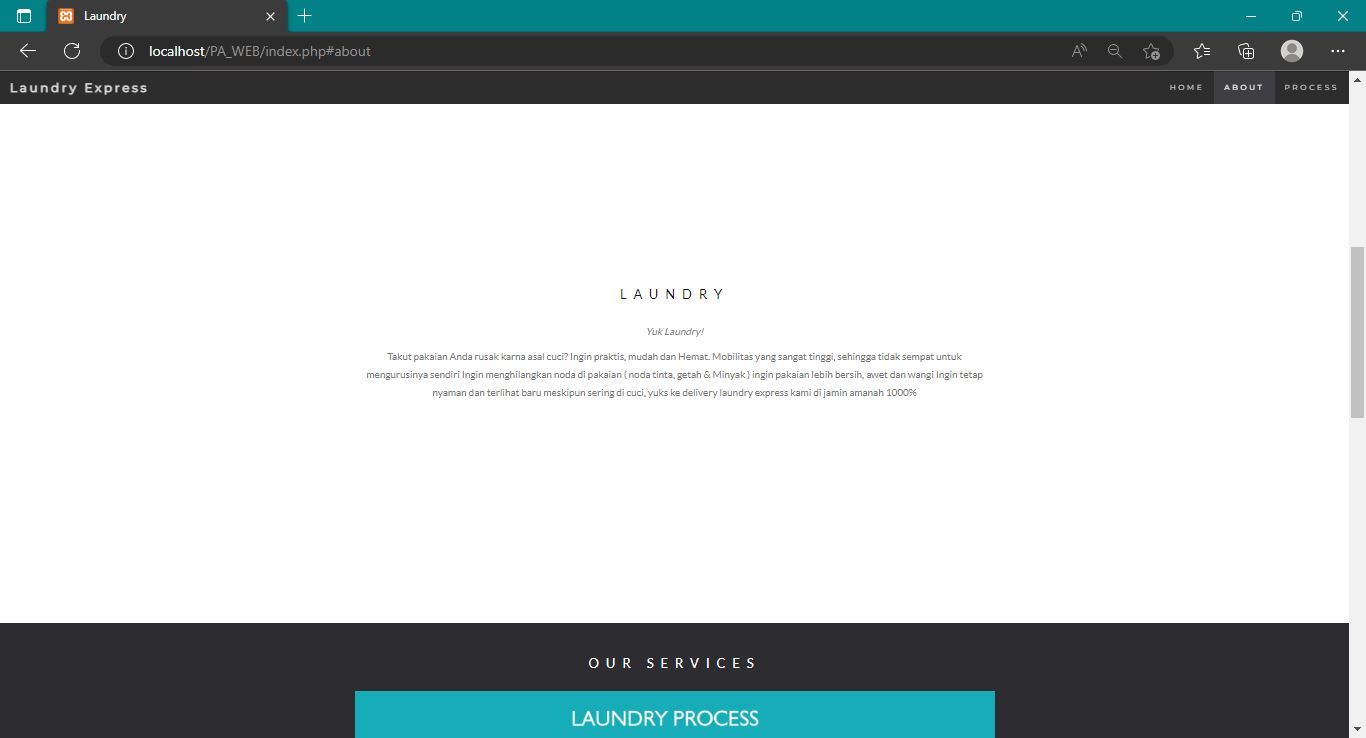 Laundry
localhost/PA_WEB/index.php#about
Laundry Express
HOME ABOUT PROCESS
LAUNDRY
Yuk Laundry!
Takut pakaian Anda rusak karna asal cuci? Ingin praktis, mudah dan Hemat. Mobilitas yang sangat tinggi, sehingga tidak sempat untuk
mengurusinya sendiri Ingin menghilangkan noda di pakaian ( noda tinta, getah & Minyak ) ingin pakaian lebih bersih, awet dan wangi Ingin tetap
nyaman dan terlihat baru meskipun sering di cuci, yuks ke delivery laundry express kami di jamin amanah 1000%
OUR SERVICES
LAUNDRY PROCESS